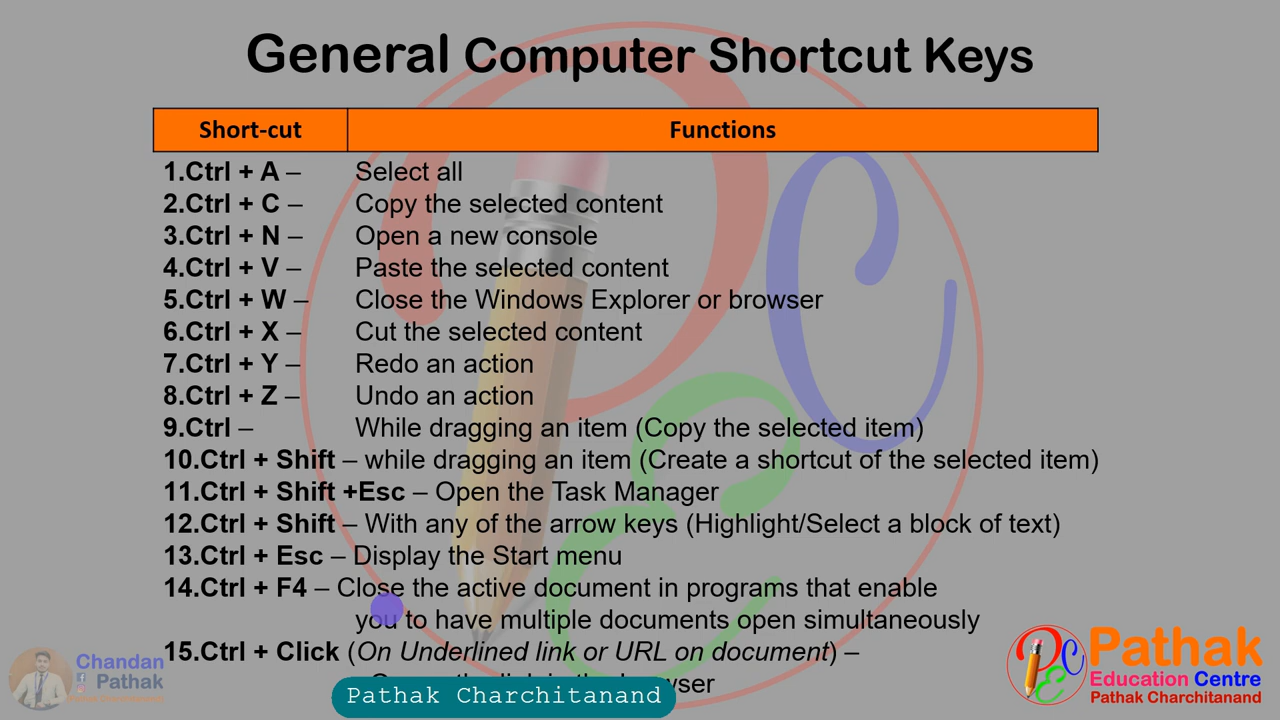 General Computer Shortcut Keys
Short-cut Functions
1.Ctrl + A – Select all
2.Ctrl + C – Copy the selected content
3.Ctrl + N – Open a new console
4.Ctrl + V – Paste the selected content
5.Ctrl + W – Close the Windows Explorer or browser
6.Ctrl + X – Cut the selected content
7.Ctrl + Y – Redo an action
8.Ctrl + Z – Undo an action
9.Ctrl – While dragging an item (Copy the selected item)
10.Ctrl + Shift – while dragging an item (Create a shortcut of the selected item)
11.Ctrl + Shift +Esc – Open the Task Manager
12.Ctrl + Shift – With any of the arrow keys (Highlight/Select a block of text)
13.Ctrl + Esc – Display the Start menu
14.Ctrl + F4 – Close the active document in programs that enable
you to have multiple documents open simultaneously
15.Ctrl + Click (On Underlined link or URL on document) –
Pathak Charchitanand
Chandan
Pathak
PCE
Pathak
Education Centre
Pathak Charchitanand